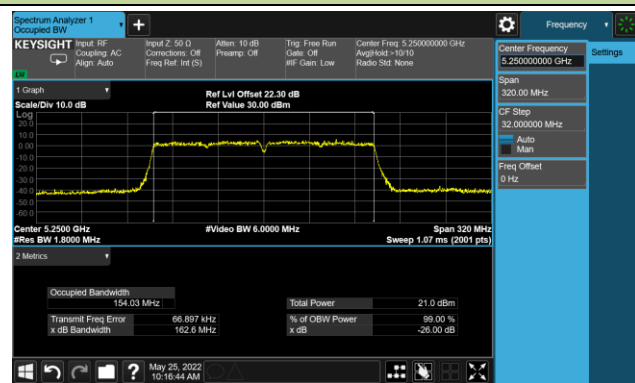 Spectrum Analyzer 1
Occupied BW
Frequency
KEYSIGHT
Input: RF
Coupling: AC
Align: Auto
Input Z: 50 Ω
Corrections: Off
Freq Ref: Int (S)
Atten: 10 dB
Preamp: Off
Trig: Free Run
Gate: Off
#IF Gain: Low
Center Freq: 5.250000000 GHz
Avg|Hold:>10/10
Radio Std: None
Center Frequency
5.250000000 GHz
Settings
Span
320.00 MHz
CF Step
32.000000 MHz
Auto
Man
Freq Offset
0 Hz
1 Graph
Ref Lvl Offset 22.30 dB
Scale/Div 10.0 dB
Ref Value 30.00 dBm
Log
20.0
10.0
0.00
-10.0
-20.0
-30.0
-40.0
-50.0
-60.0
Center 5.2500 GHz
#Video BW 6.0000 MHz
Span 320 MHz
#Res BW 1.8000 MHz
Sweep 1.07 ms (2001 pts)
2 Metrics
Occupied Bandwidth
154.03 MHz
Total Power
21.0 dBm
Transmit Freq Error
66.897 kHz
% of OBW Power
99.00 %
x dB Bandwidth
162.6 MHz
x dB
-26.00 dB
May 25, 2022
10:16:44 AM